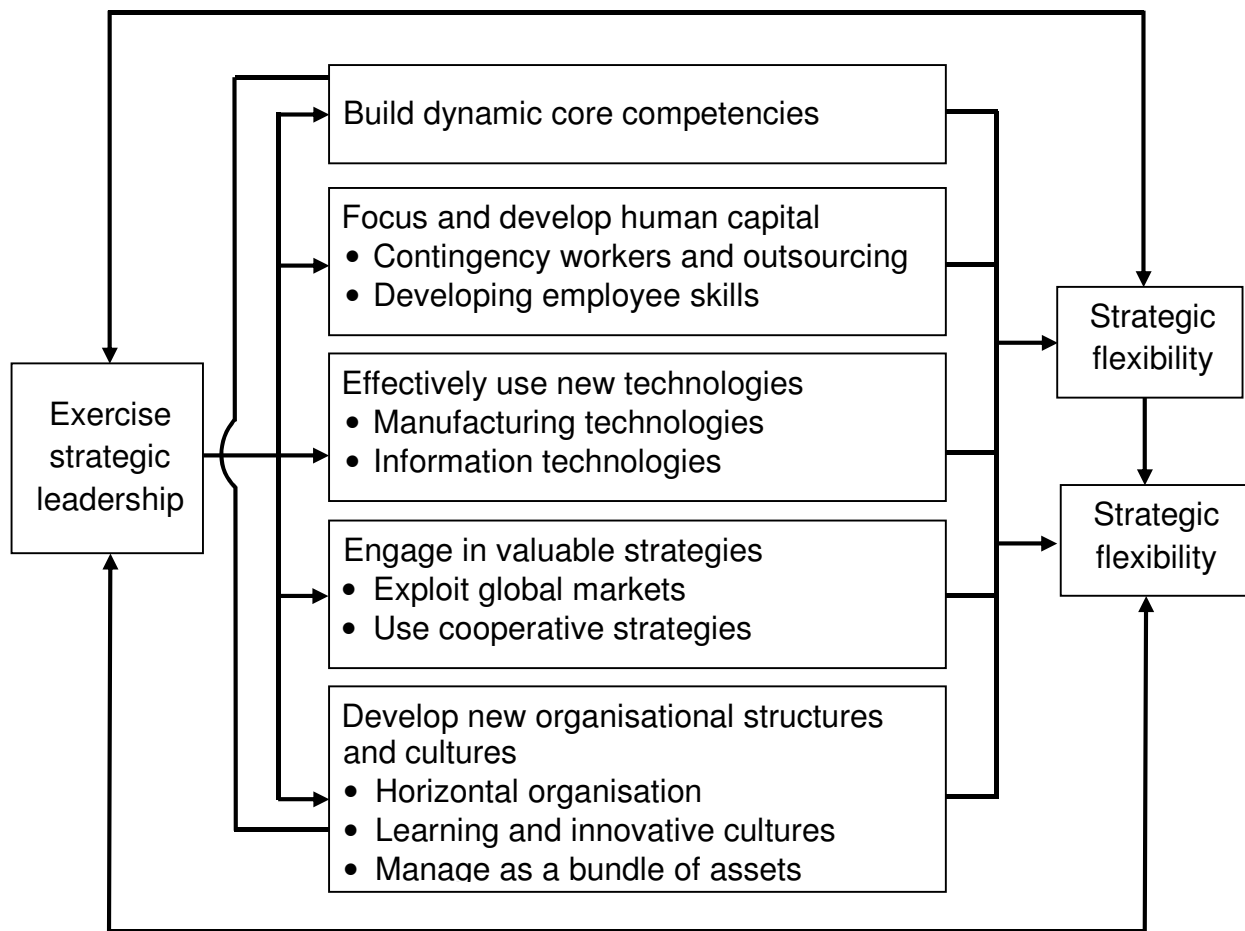 Build dynamic core competencies
Focus and develop human capital
• Contingency workers and outsourcing
• Developing employee skills
Strategic
flexibility
Exercise
strategic
leadership
Effectively use new technologies
• Manufacturing technologies
• Information technologies
Strategic
flexibility
Engage in valuable strategies
• Exploit global markets
• Use cooperative strategies
Develop new organisational structures
and cultures
• Horizontal organisation
• Learning and innovative cultures
• Manage as a bundle of assets